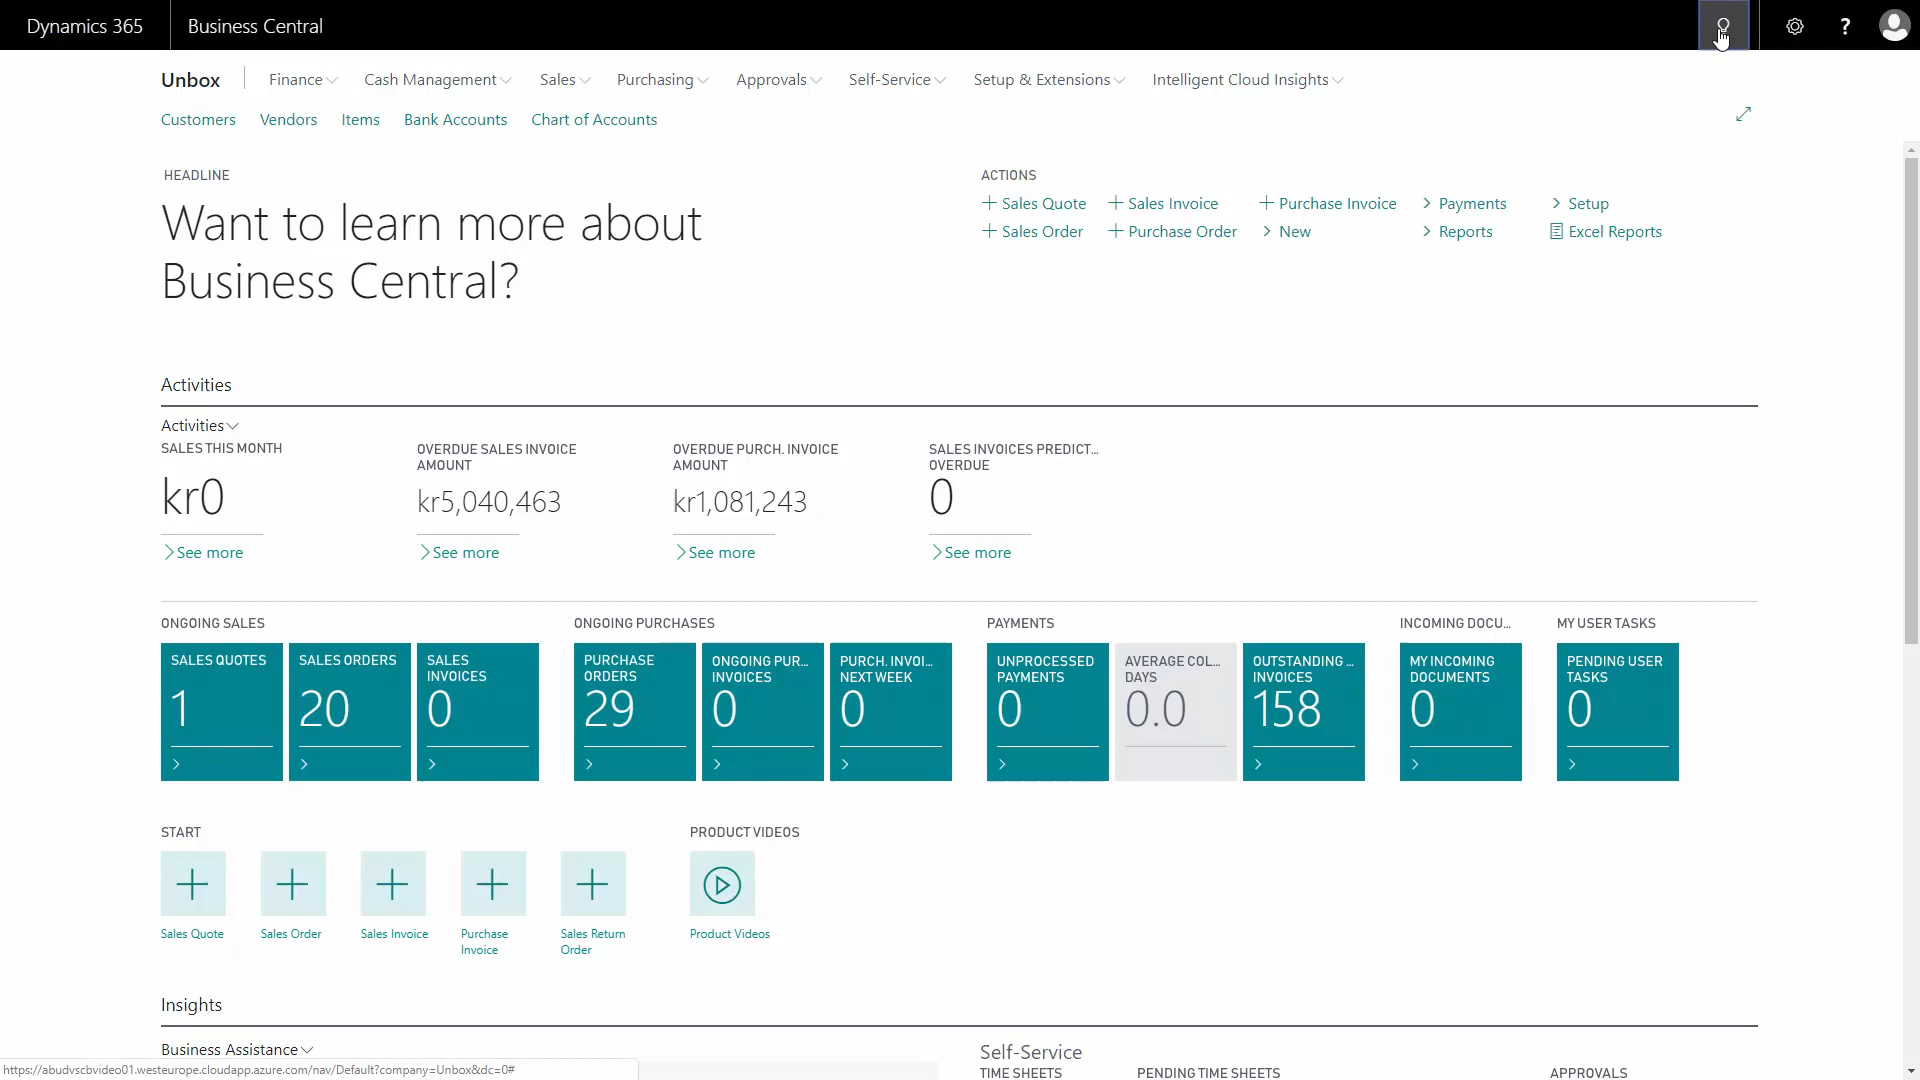 Dynamics 365
Business Central
?
Unbox
Finance
Cash Management
Sales
Purchasing
Approvals
Self-Service
Setup & Extensions
Intelligent Cloud Insights
Customers
Vendors
Items
Bank Accounts
Chart of Accounts
HEADLINE
Want to learn more about
Business Central?
ACTIONS
+ Sales Quote
+ Sales Invoice
+ Purchase Invoice
> Payments
> Setup
+ Sales Order
+ Purchase Order
> New
> Reports
Excel Reports
Activities
Activities
SALES THIS MONTH
kr0
>See more
OVERDUE SALES INVOICE
AMOUNT
kr5,040,463
>See more
OVERDUE PURCH. INVOICE
AMOUNT
kr1,081,243
>See more
SALES INVOICES PREDICT...
OVERDUE
0
>See more
ONGOING SALES
SALES QUOTES
1
SALES ORDERS
20
SALES
INVOICES
0
ONGOING PURCHASES
PURCHASE
ORDERS
29
ONGOING PUR...
INVOICES
0
PURCH. INVOI...
NEXT WEEK
0
PAYMENTS
UNPROCESSED
PAYMENTS
0
AVERAGE COL...
DAYS
0.0
OUTSTANDING ...
INVOICES
158
INCOMING DOCU...
MY INCOMING
DOCUMENTS
0
MY USER TASKS
PENDING USER
TASKS
0
START
Sales Quote
Sales Order
Sales Invoice
Purchase
Invoice
Sales Return
Order
PRODUCT VIDEOS
Product Videos
Insights
Business Assistance
Self-Service
TIME SHEETS
PENDING TIME SHEETS
APPROVALS
https://abudvscbvideo01.westeurope.cloudapp.azure.com/nav/Default?company=Unbox&dc=0#